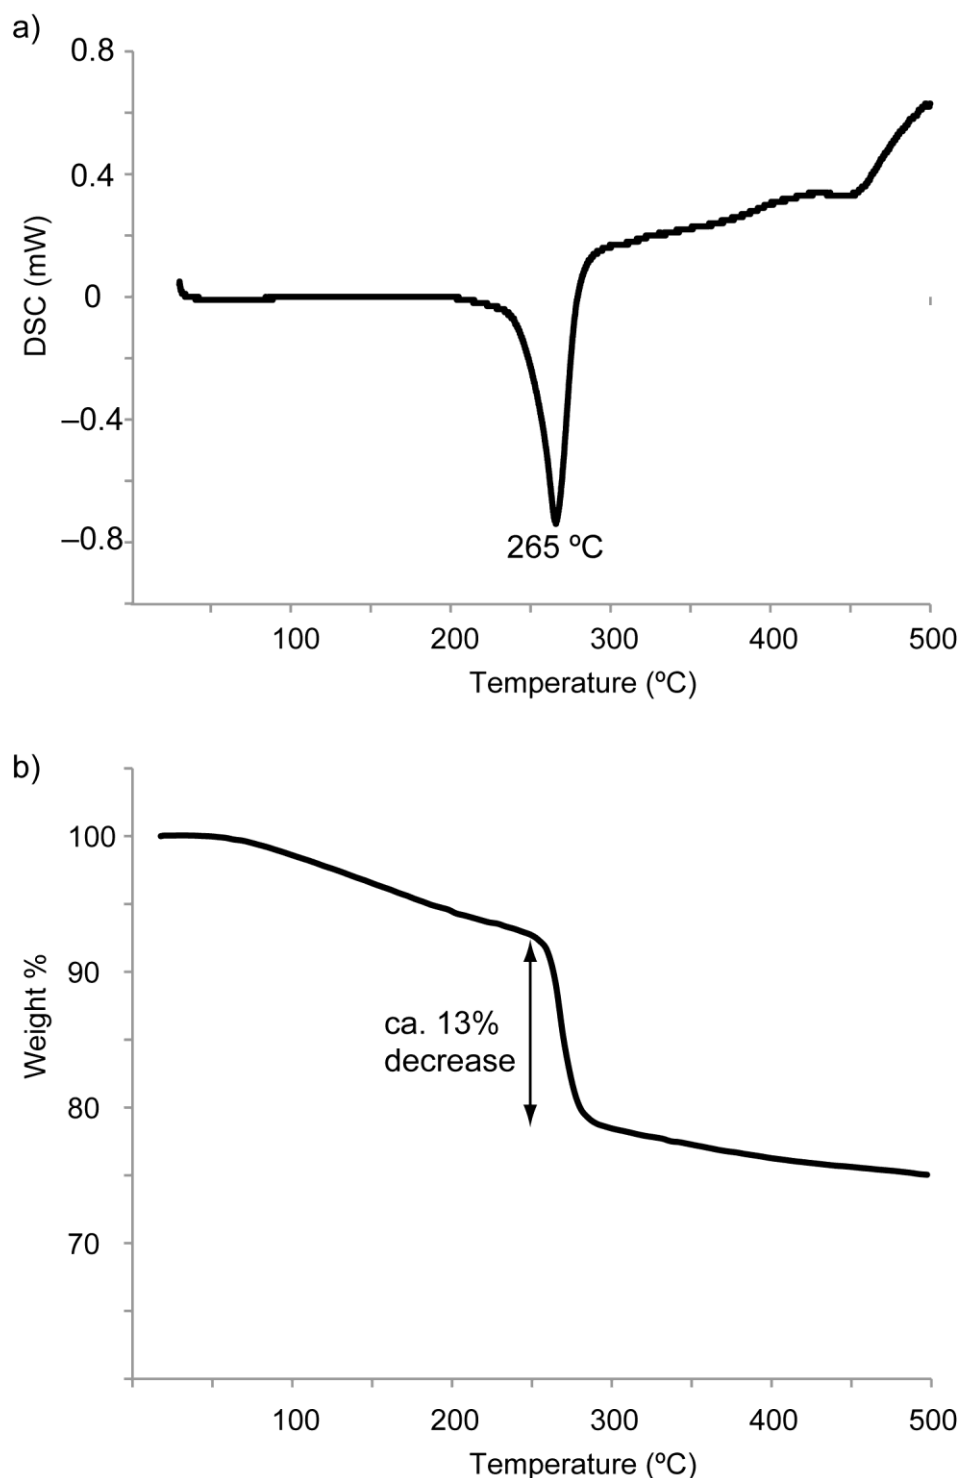 a)
0.8
0.4
0
–0.4
–0.8
DSC (mW)
265 ºC
100 200 300 400 500
Temperature (ºC)
b)
100
90
80
70
Weight %
ca. 13%
decrease
100 200 300 400 500
Temperature (ºC)